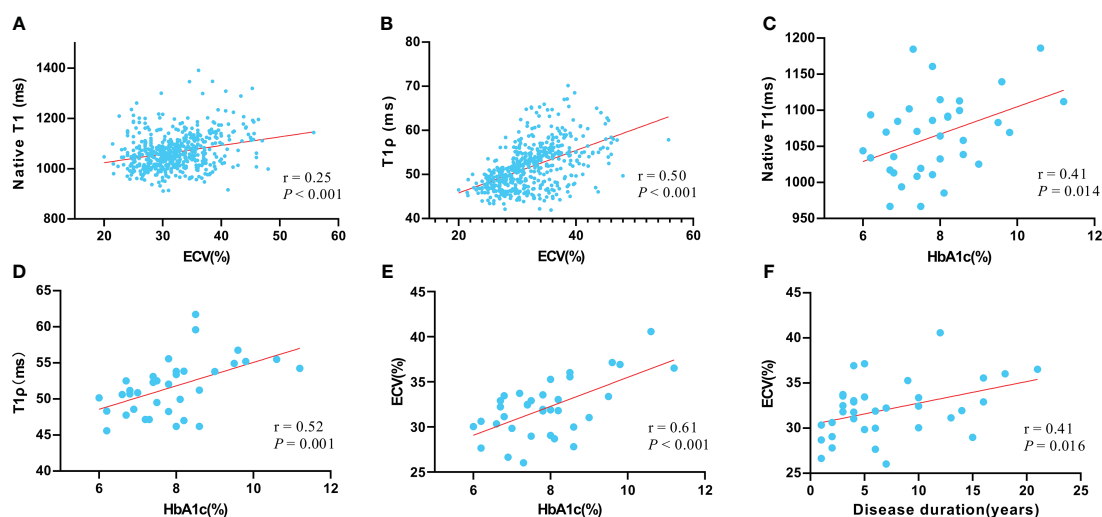 A
Native T1 (ms)
1400
1200
1000
800
0
20
30
40
50
60
ECV(%)
r = 0.25
P < 0.001
B
T1ρ (ms)
80
70
60
50
40
0
20
40
60
ECV(%)
r = 0.50
P < 0.001
C
Native T1(ms)
1200
1150
1100
1050
1000
950
6
8
10
12
HbA1c(%)
r = 0.41
P = 0.014
D
T1ρ(ms)
65
60
55
50
45
40
6
8
10
12
HbA1c(%)
r = 0.52
P = 0.001
E
ECV(%)
45
40
35
30
25
6
8
10
12
HbA1c(%)
r = 0.61
P < 0.001
F
ECV(%)
45
40
35
30
25
0
5
10
15
20
25
Disease duration(years)
r = 0.41
P = 0.016